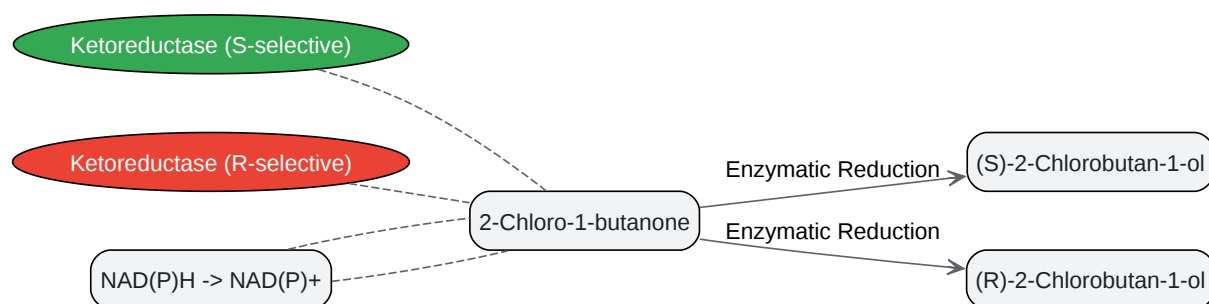 Ketoreductase (S-selective)
Ketoreductase (R-selective)
NAD(P)H -> NAD(P)+
2-Chloro-1-butanone
Enzymatic Reduction
Enzymatic Reduction
(S)-2-Chlorobutan-1-ol
(R)-2-Chlorobutan-1-ol